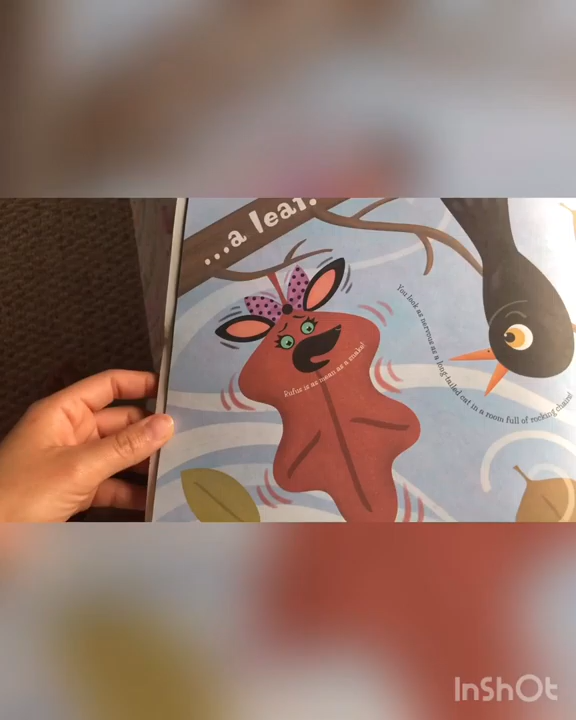 ...a leaf.
You look as nervous as a long-tailed cat in a room full of rocking chairs!
Rufus is as mean as a snake!
InShOt